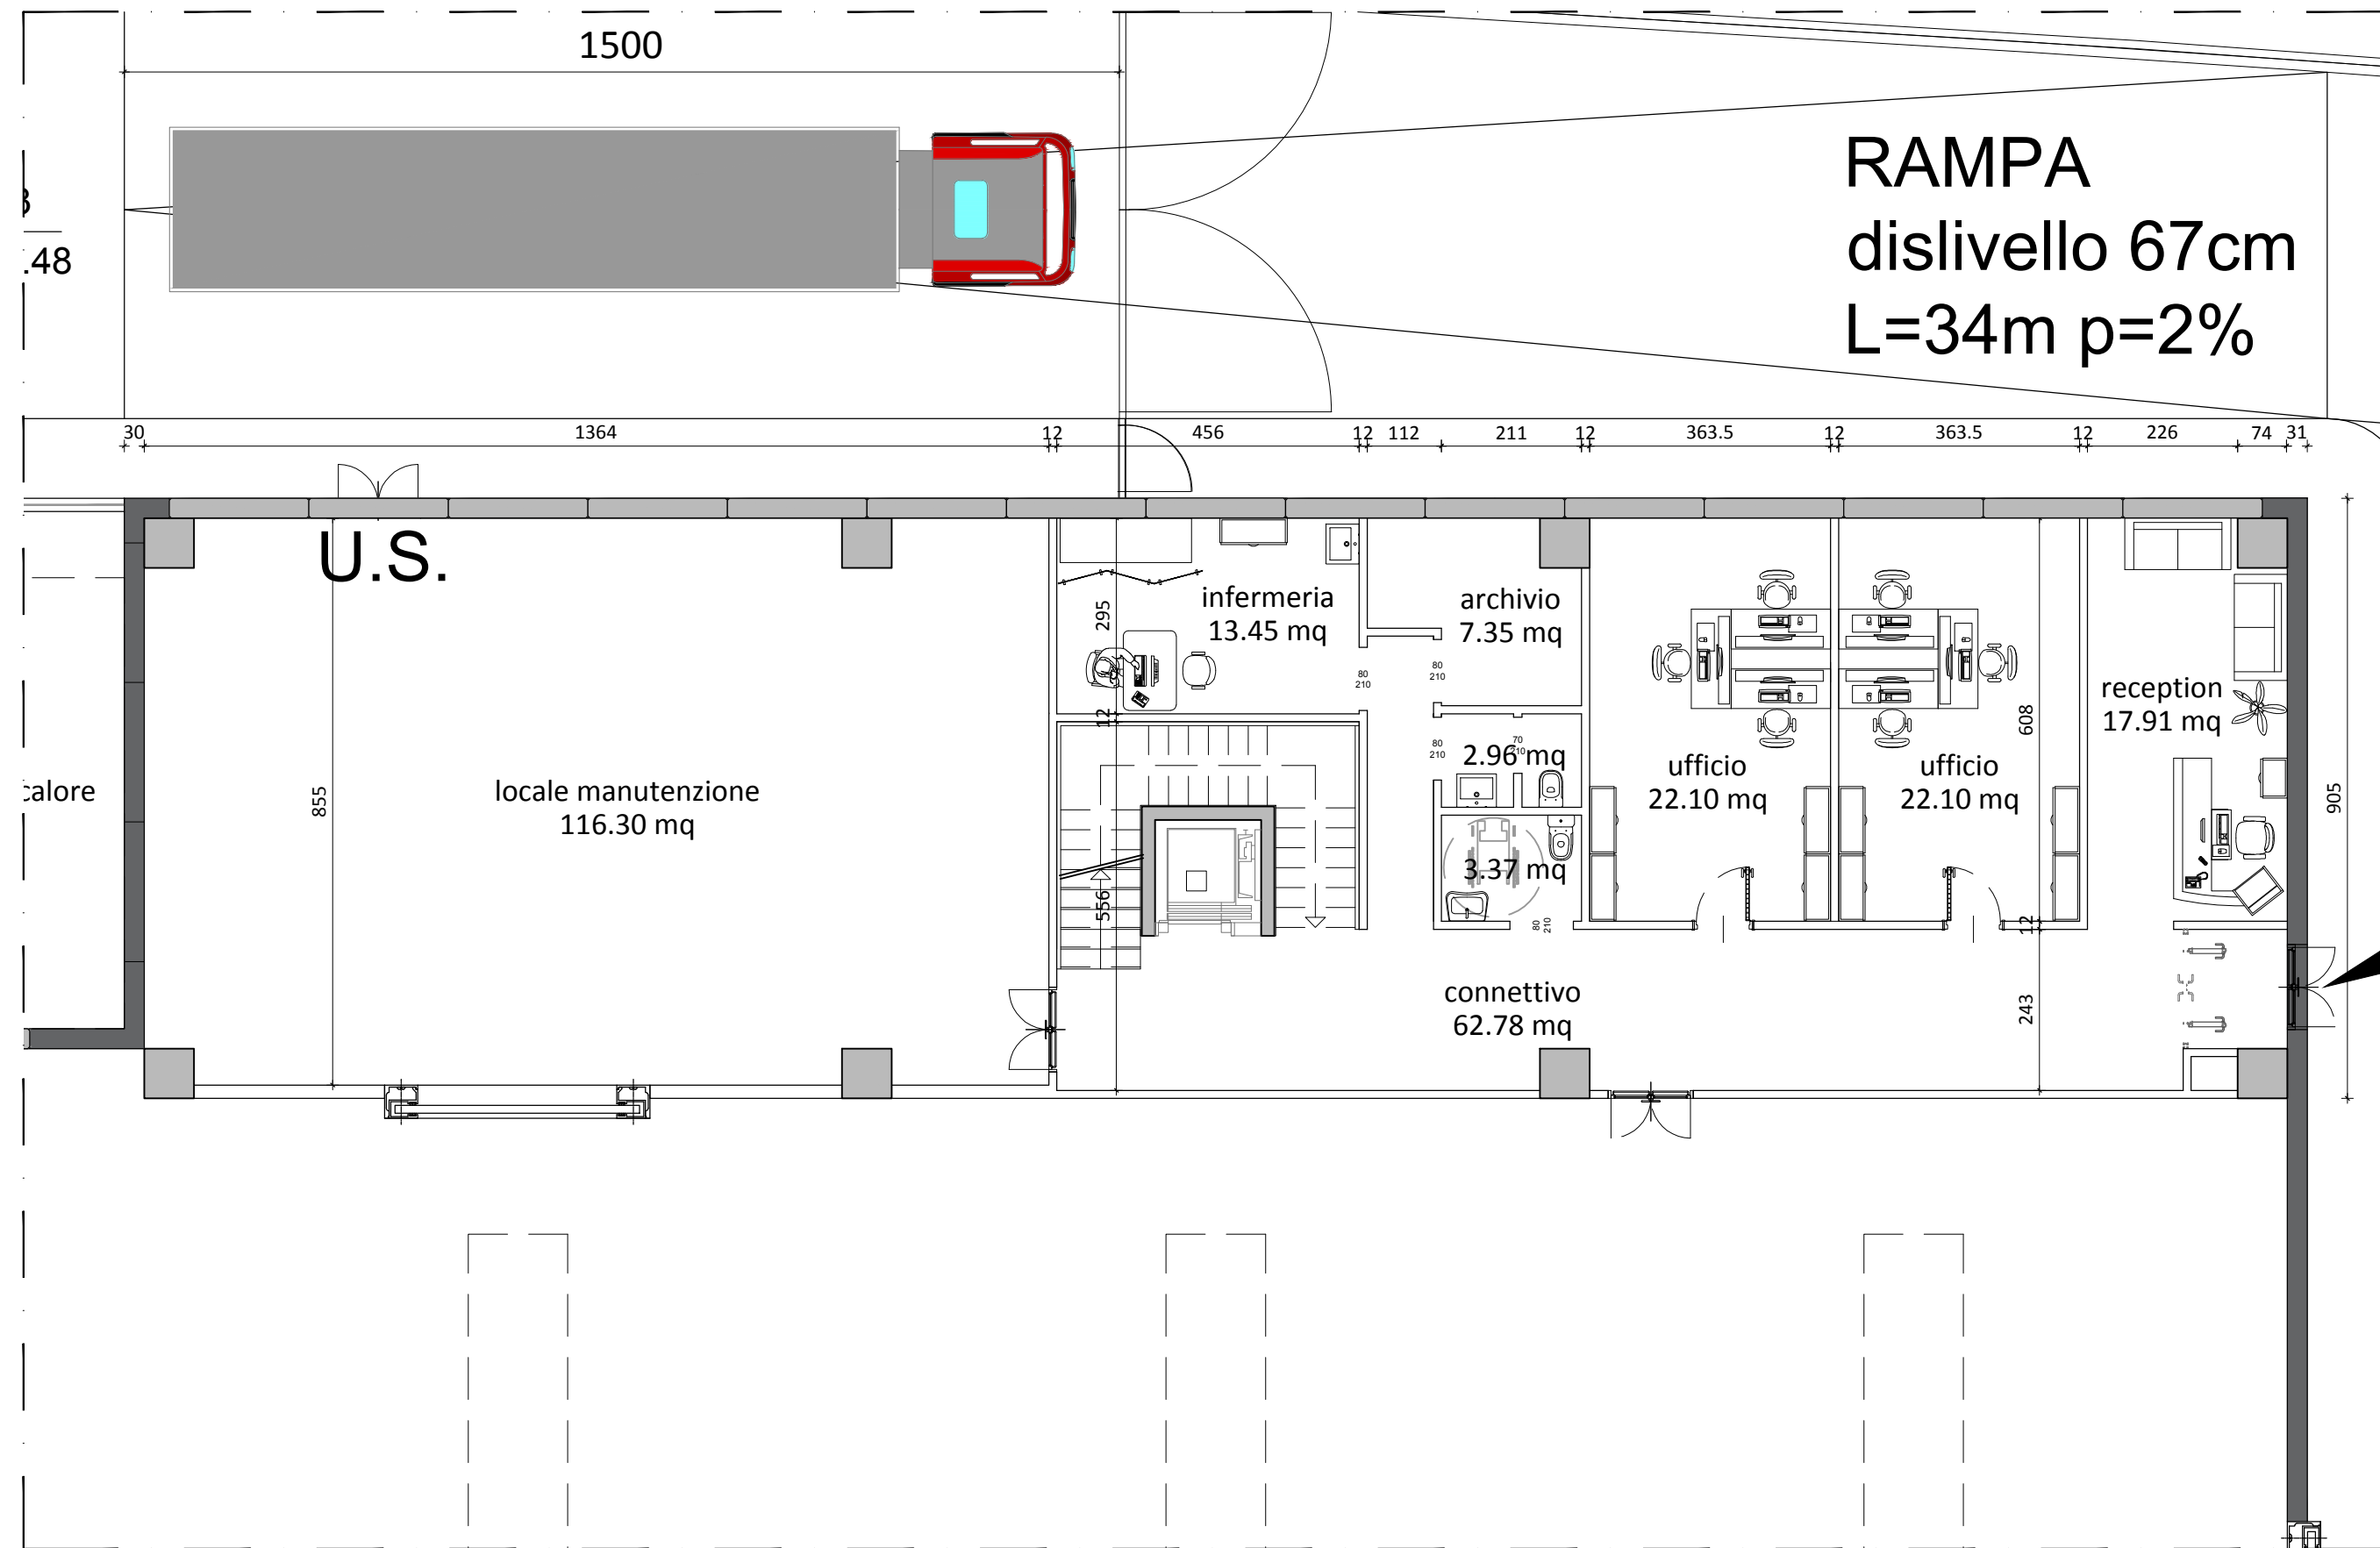 1500
RAMPA
dislivello 67cm
L=34m p=2%
.48
30
1364
12
456
12
112
211
12
363.5
12
363.5
12
226
74
31
U.S.
855
locale manutenzione
116.30 mq
calore
295
12
556
infermeria
13.45 mq
80
210
archivio
7.35 mq
80
210
80
210
70
210
2.96 mq
3.37 mq
80
210
ufficio
22.10 mq
ufficio
22.10 mq
608
12
243
reception
17.91 mq
905
connettivo
62.78 mq